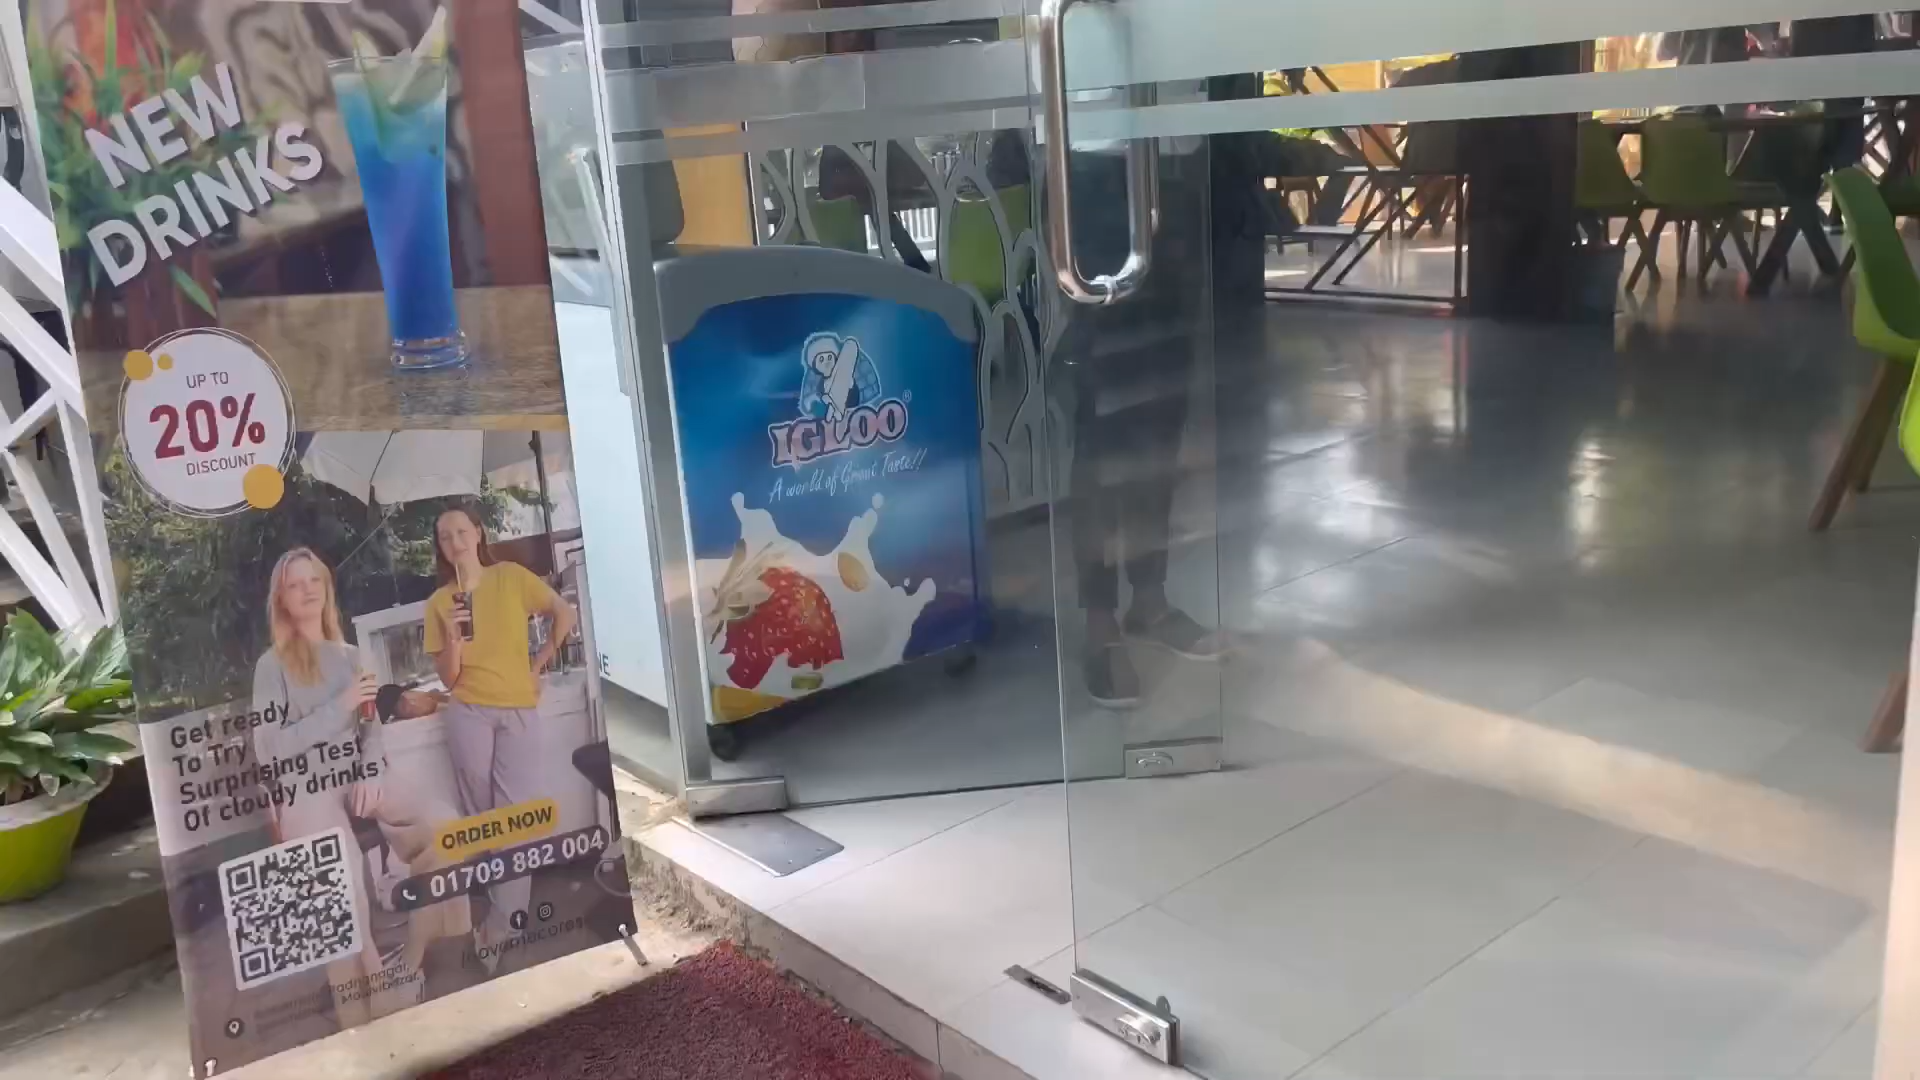 NEW
DRINKS
UP TO
20%
DISCOUNT
Get ready
To Try
Surprising Test
Of cloudy drinks
ORDER NOW
01709 882 004
IGLOO
®
A world of Great Taste!!
NE